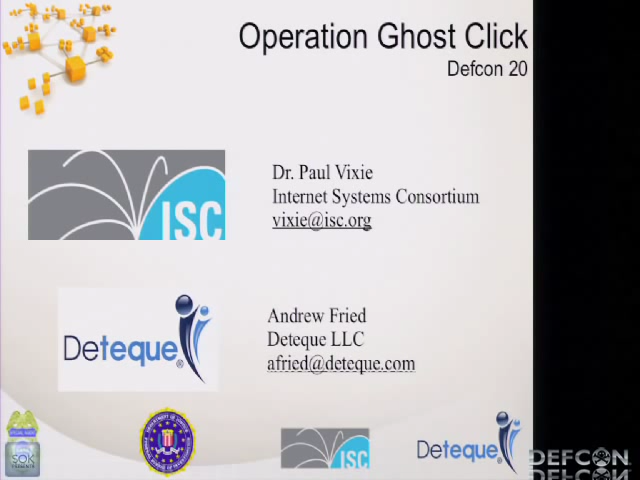 Operation Ghost Click
Defcon 20
Dr. Paul Vixie
Internet Systems Consortium
vixie@isc.org
ISC
Andrew Fried
Deteque LLC
afried@deteque.com
Deteque®
SOK
ISC
Deteque
DEFCON